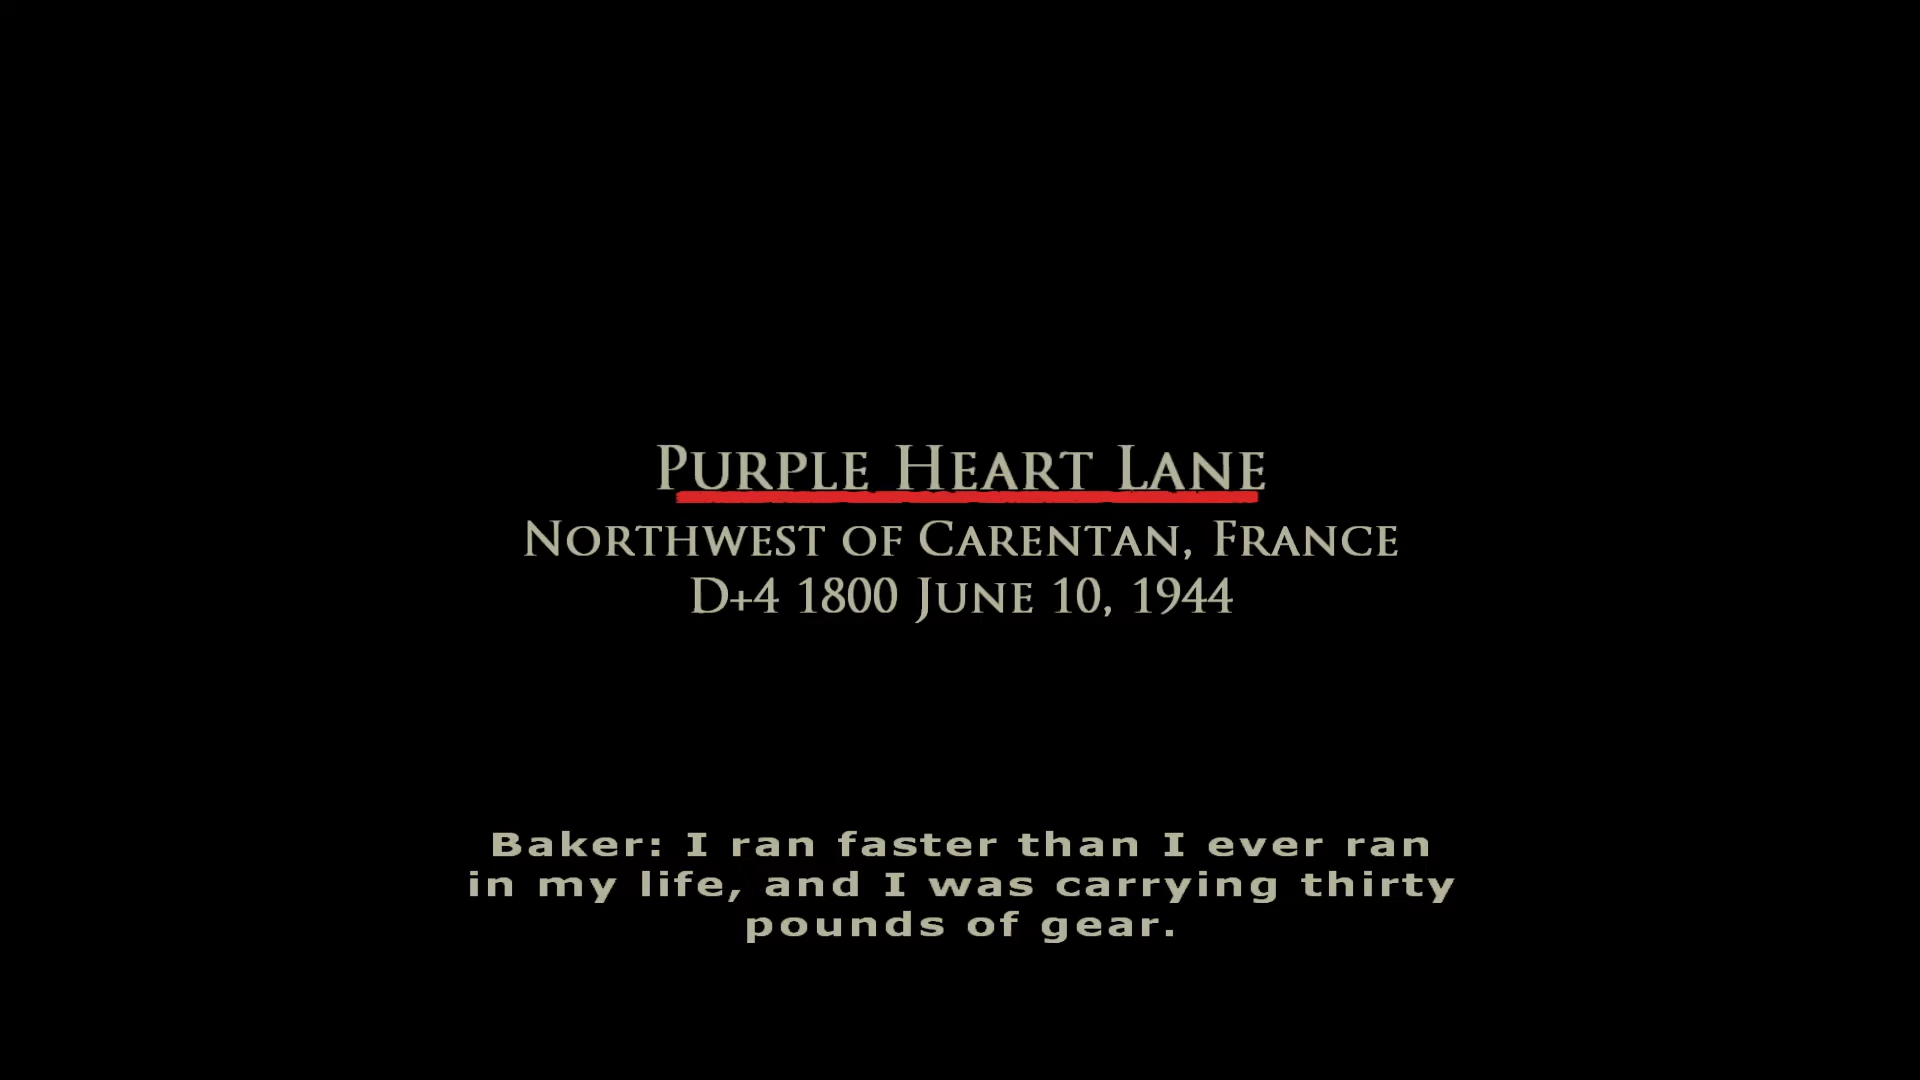 Purple Heart Lane
Northwest of Carentan, France
D+4 1800 June 10, 1944
Baker: I ran faster than I ever ran
in my life, and I was carrying thirty
pounds of gear.